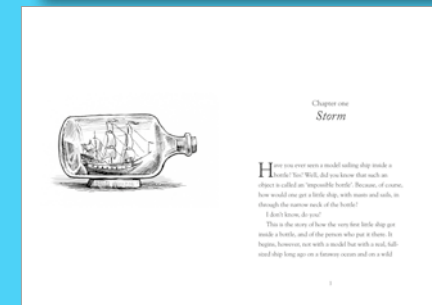 Chapter one
Storm
Have you ever seen a model sailing ship inside a
bottle? Yes? Well, did you know that such an
object is called an 'impossible bottle'. Because, of course,
how would one get a little ship, with masts and sails, in
through the narrow neck of the bottle?
I don't know, do you?
This is the story of how the very first little ship got
inside a bottle, and of the person who put it there. It
begins, however, not with a model but with a real, full-
sized ship long ago on a faraway ocean and on a wild